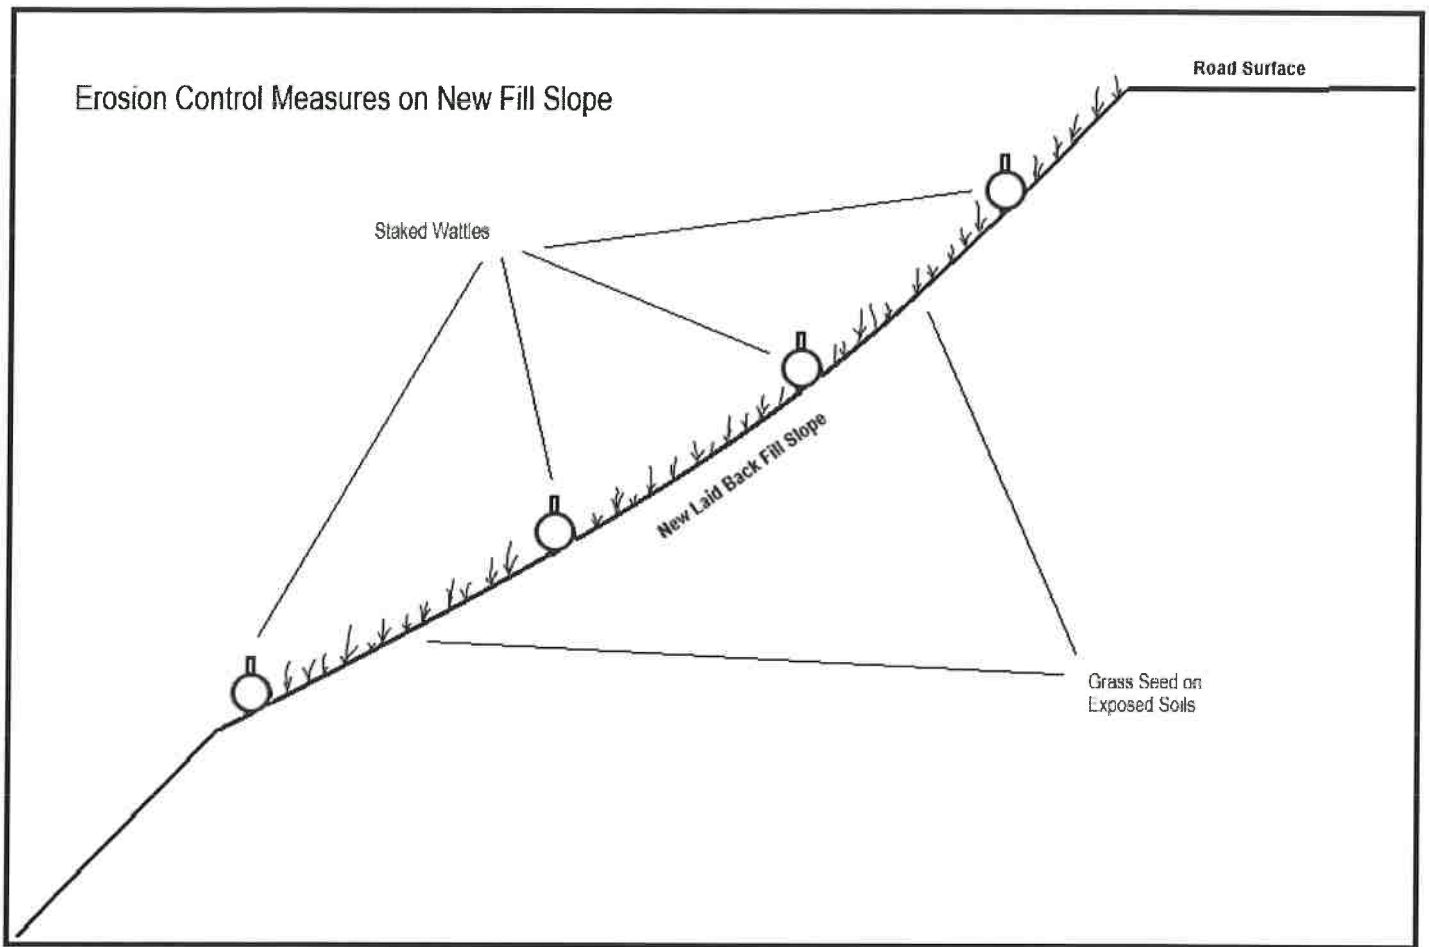 Road Surface
Erosion Control Measures on New Fill Slope
Staked Wattles
New Laid Back Fill Slope
Grass Seed on
Exposed Soils